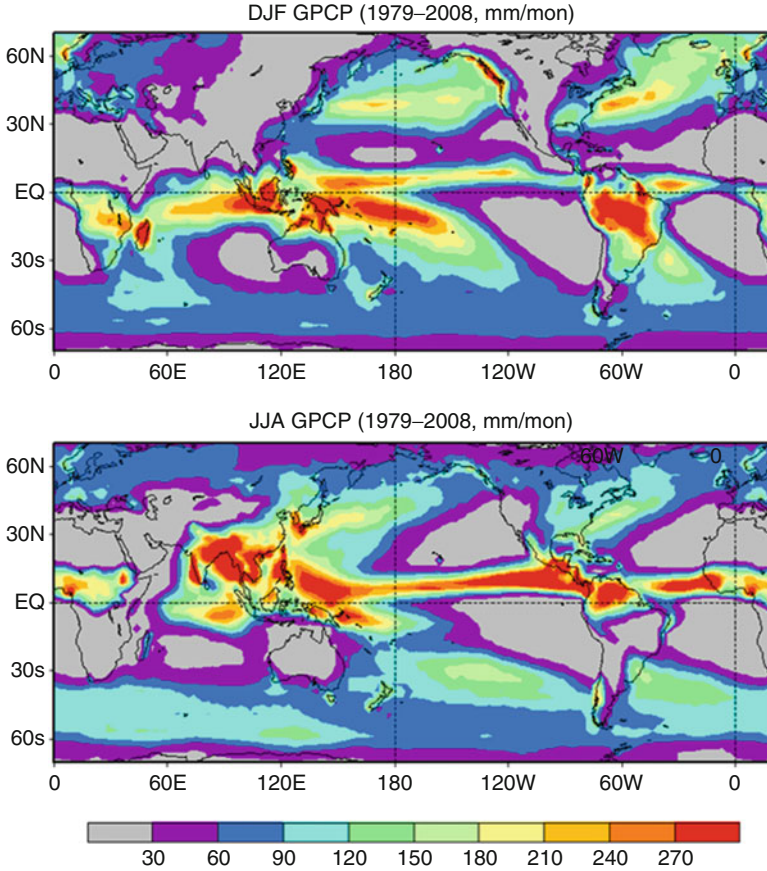 DJF GPCP (1979–2008, mm/mon)
60N
30N
EQ
30s
60s
0 60E 120E 180 120W 60W 0
JJA GPCP (1979–2008, mm/mon)
60W 0
60N
30N
EQ
30s
60s
0 60E 120E 180 120W 60W 0
30 60 90 120 150 180 210 240 270